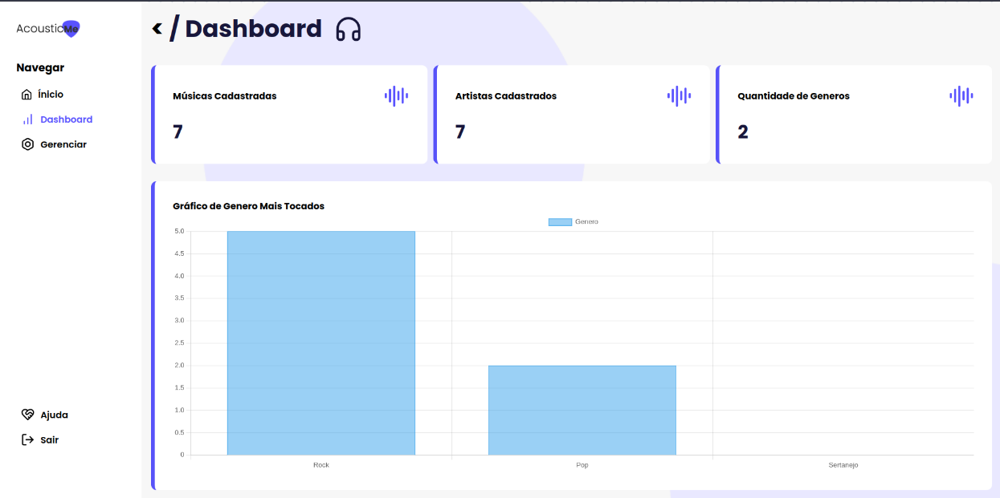 AcousticMe
Navegar
Ínicio
Dashboard
Gerenciar
Ajuda
Sair
< / Dashboard
Músicas Cadastradas
7
Artistas Cadastrados
7
Quantidade de Generos
2
Gráfico de Genero Mais Tocados
Genero
5.0
4.5
4.0
3.5
3.0
2.5
2.0
1.5
1.0
0.5
0
Rock Pop Sertanejo